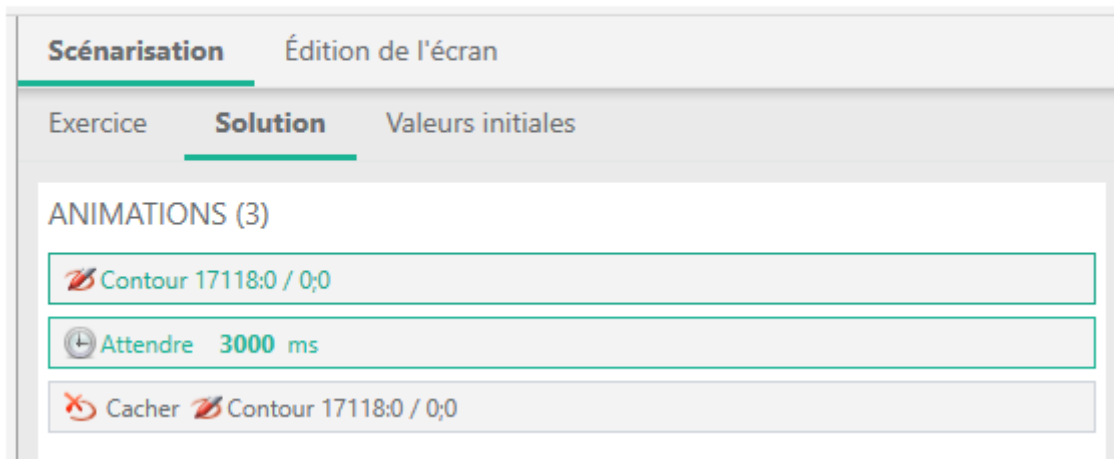 Scénarisation Édition de l'écran
Exercice Solution Valeurs initiales
ANIMATIONS (3)
Contour 17118:0 / 0;0
Attendre 3000 ms
Cacher Contour 17118:0 / 0;0